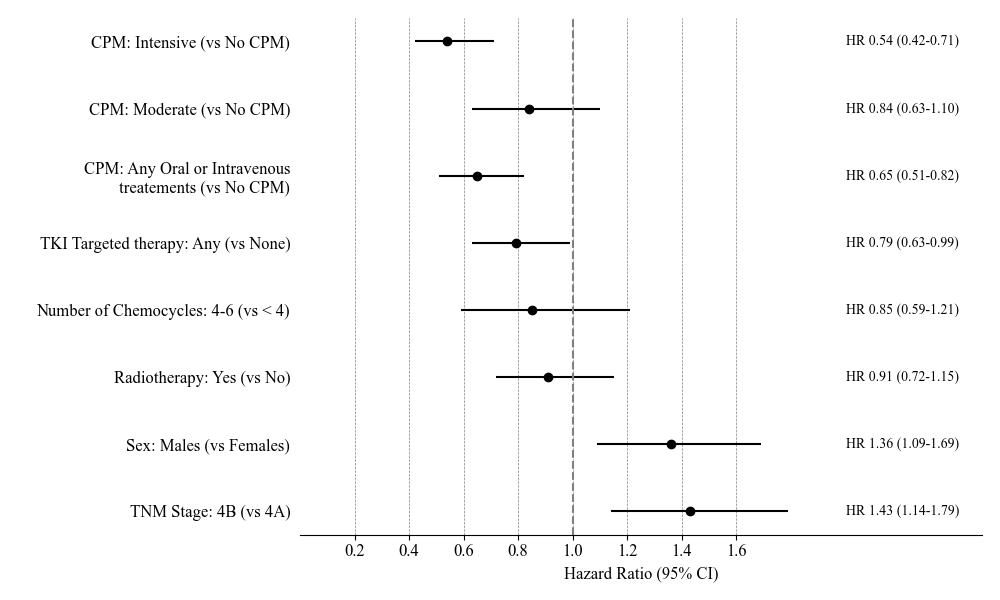 CPM: Intensive (vs No CPM)
HR 0.54 (0.42-0.71)
CPM: Moderate (vs No CPM)
HR 0.84 (0.63-1.10)
CPM: Any Oral or Intravenous
treatements (vs No CPM)
HR 0.65 (0.51-0.82)
TKI Targeted therapy: Any (vs None)
HR 0.79 (0.63-0.99)
Number of Chemocycles: 4-6 (vs < 4)
HR 0.85 (0.59-1.21)
Radiotherapy: Yes (vs No)
HR 0.91 (0.72-1.15)
Sex: Males (vs Females)
HR 1.36 (1.09-1.69)
TNM Stage: 4B (vs 4A)
HR 1.43 (1.14-1.79)
0.2 0.4 0.6 0.8 1.0 1.2 1.4 1.6
Hazard Ratio (95% CI)